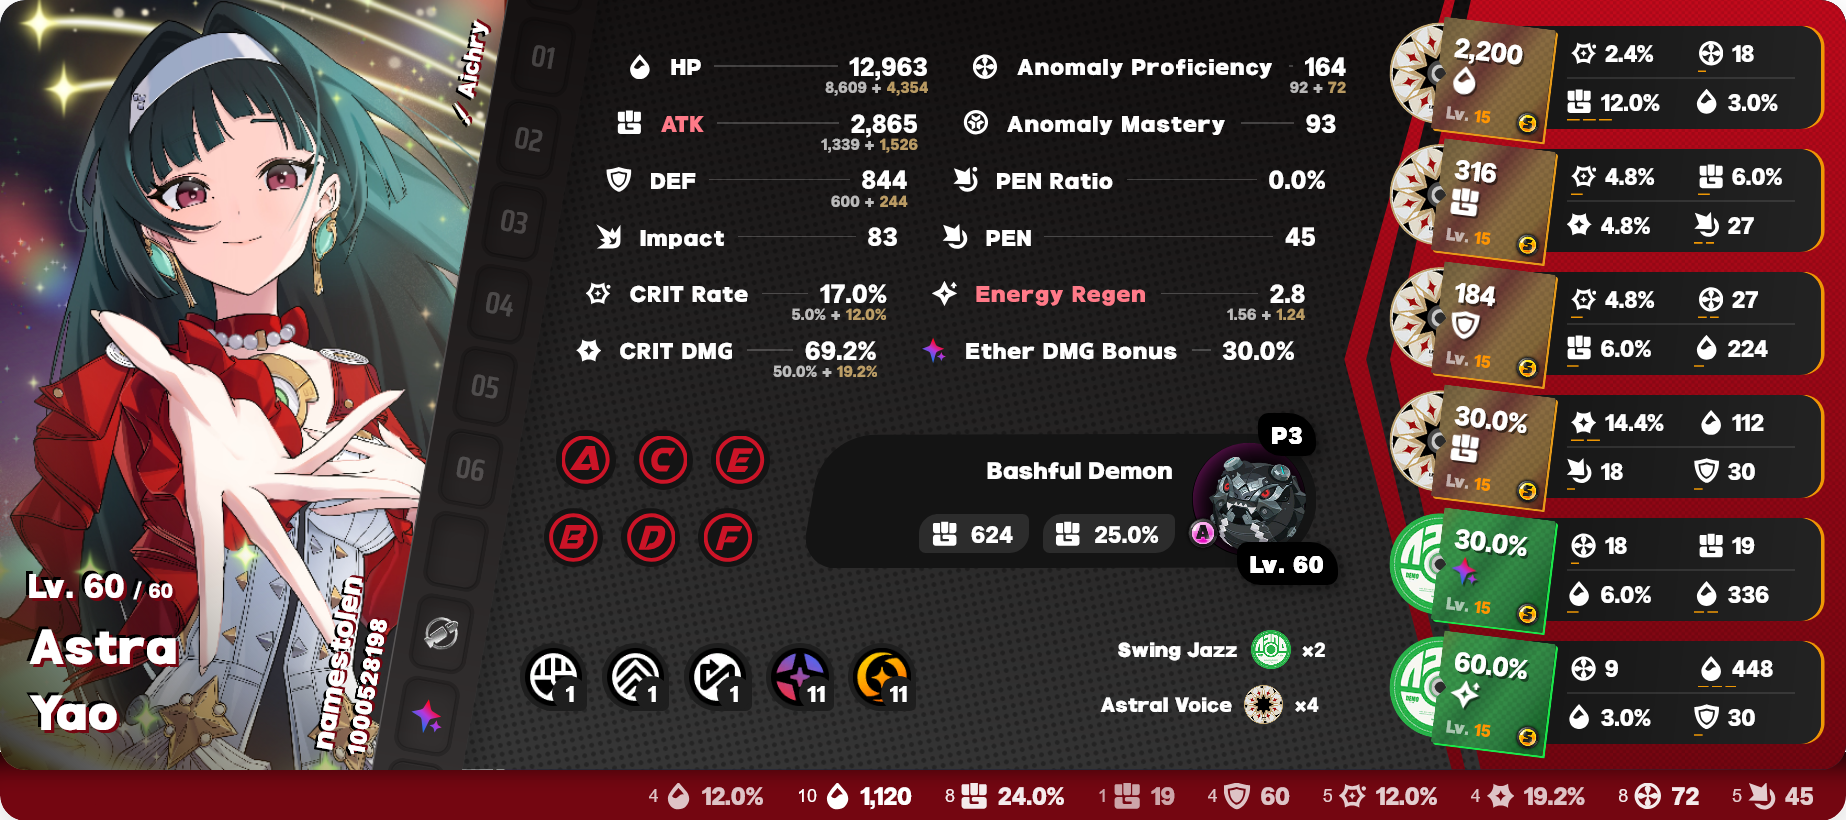 Aichry
Lv. 60 / 60
Astra
Yao
namestolen
1000528198
01
02
03
04
05
06
HP 12,963
8,609 + 4,354
ATK 2,865
1,339 + 1,526
DEF 844
600 + 244
Impact 83
CRIT Rate 17.0%
5.0% + 12.0%
CRIT DMG 69.2%
50.0% + 19.2%
Anomaly Proficiency 164
92 + 72
Anomaly Mastery 93
PEN Ratio 0.0%
PEN 45
Energy Regen 2.8
1.56 + 1.24
Ether DMG Bonus 30.0%
A C E
B D F
P3
Bashful Demon
624 25.0%
A
Lv. 60
1 1 1 11 11
Swing Jazz ×2
Astral Voice ×4
2,200
Lv. 15 S
2.4% 18
12.0% 3.0%
316
Lv. 15 S
4.8% 6.0%
4.8% 27
184
Lv. 15 S
4.8% 27
6.0% 224
30.0%
Lv. 15 S
14.4% 112
18 30
30.0%
Lv. 15 S
18 19
6.0% 336
60.0%
Lv. 15 S
9 448
3.0% 30
4 12.0% 10 1,120 8 24.0% 1 19 4 60 5 12.0% 4 19.2% 8 72 5 45